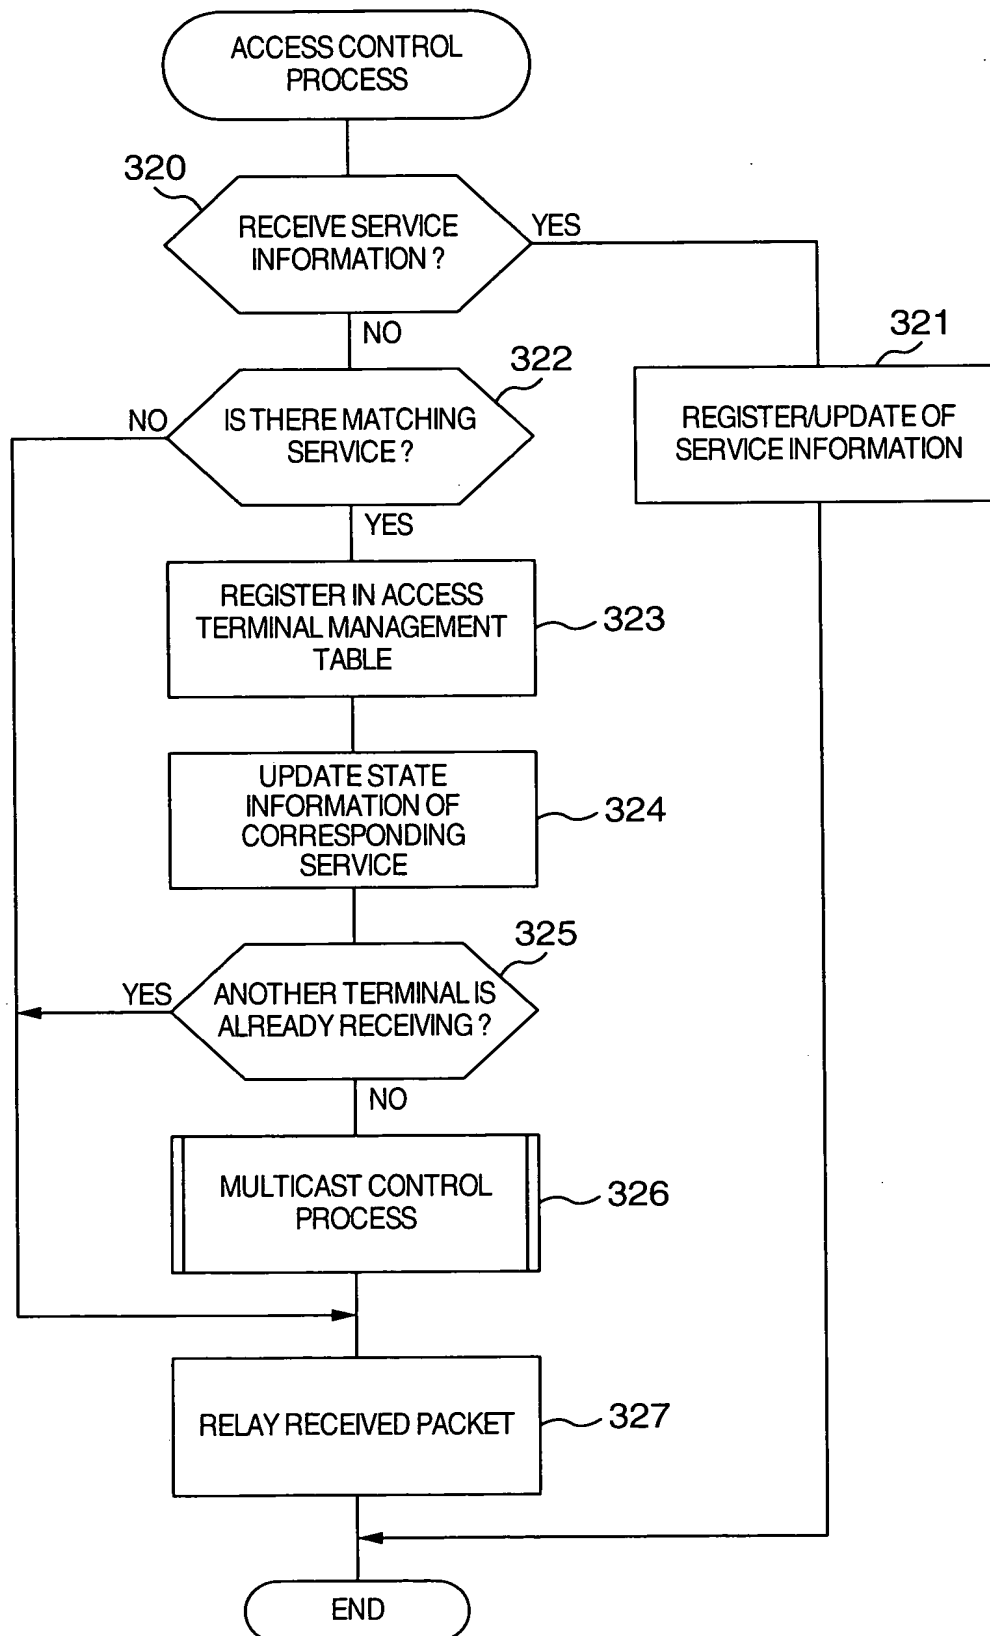 ACCESS CONTROL
PROCESS
320
RECEIVE SERVICE
INFORMATION ?
YES
NO
321
REGISTER/UPDATE OF
SERVICE INFORMATION
322
IS THERE MATCHING
SERVICE ?
NO
YES
REGISTER IN ACCESS
TERMINAL MANAGEMENT
TABLE
323
UPDATE STATE
INFORMATION OF
CORRESPONDING
SERVICE
324
325
ANOTHER TERMINAL IS
ALREADY RECEIVING ?
YES
NO
MULTICAST CONTROL
PROCESS
326
RELAY RECEIVED PACKET
327
END